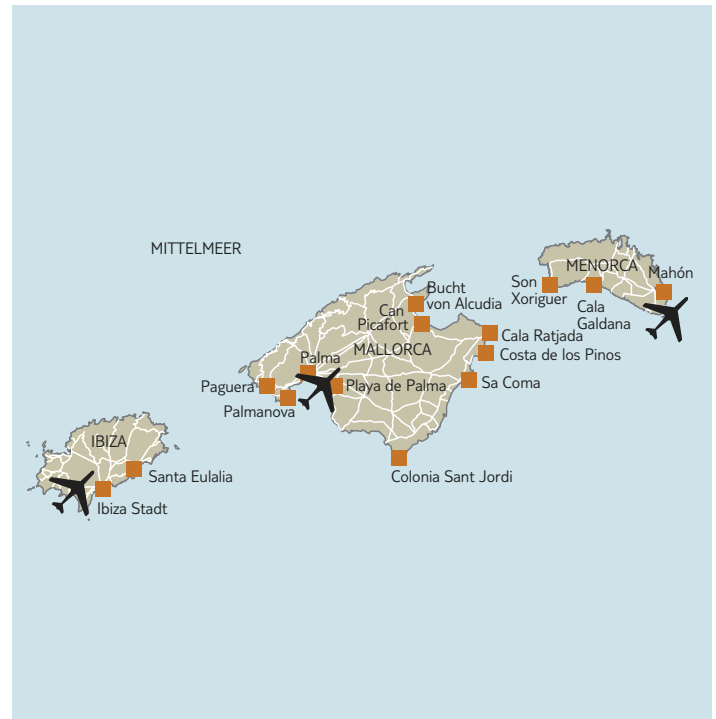 MITTELMEER
MENORCA
Mahón
Son
Xoriguer
Cala
Galdana
Bucht
von Alcudia
Can
Picafort
Cala Ratjada
MALLORCA
Costa de los Pinos
Palma
Sa Coma
Paguera
Playa de Palma
Palmanova
IBIZA
Santa Eulalia
Colonia Sant Jordi
Ibiza Stadt